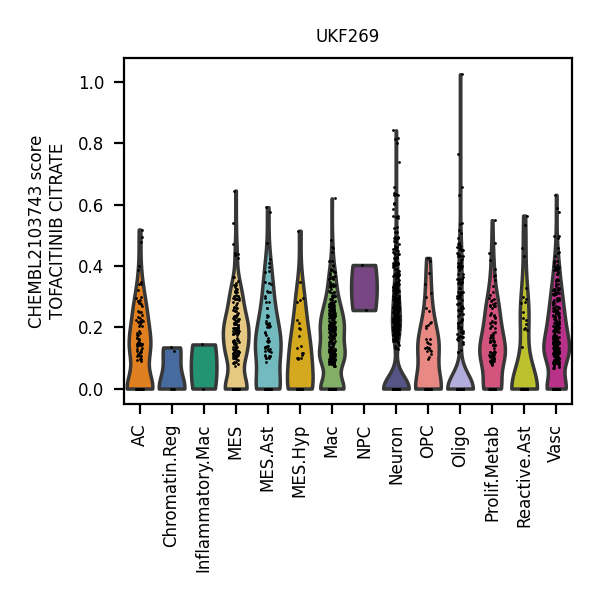 UKF269
CHEMBL2103743 score
TOFACITINIB CITRATE
1.0
0.8
0.6
0.4
0.2
0.0
AC
Chromatin.Reg
Inflammatory.Mac
MES
MES.Ast
MES.Hyp
Mac
NPC
Neuron
OPC
Oligo
Prolif.Metab
Reactive.Ast
Vasc